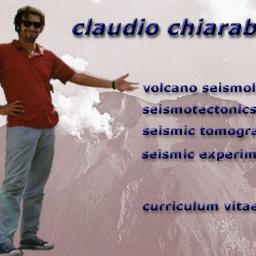 claudio chiarab
volcano seismol
seismotectonics
seismic tomogra
seismic experim
curriculum vitae